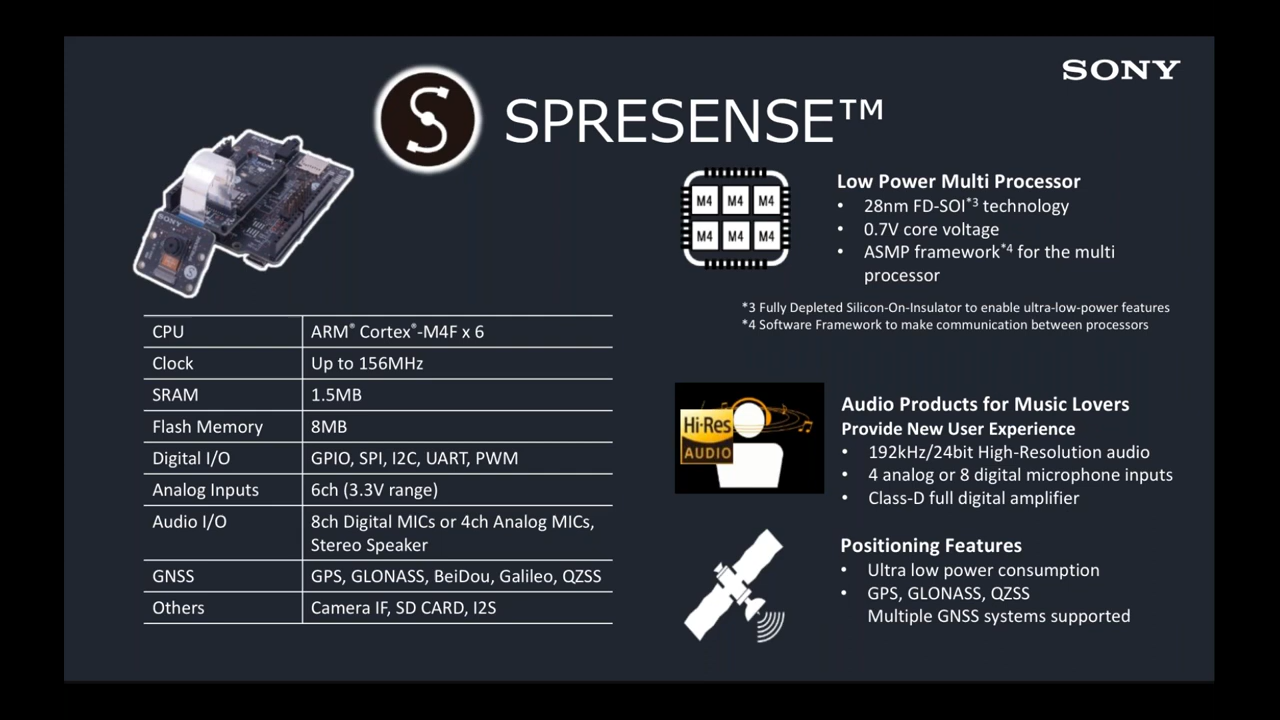 SONY
SPRESENSE™
M4 M4 M4
M4 M4 M4
Low Power Multi Processor
• 28nm FD-SOI*3 technology
• 0.7V core voltage
• ASMP framework*4 for the multi
processor
*3 Fully Depleted Silicon-On-Insulator to enable ultra-low-power features
*4 Software Framework to make communication between processors
CPU ARM® Cortex®-M4F x 6
Clock Up to 156MHz
SRAM 1.5MB
Flash Memory 8MB
Digital I/O GPIO, SPI, I2C, UART, PWM
Analog Inputs 6ch (3.3V range)
Audio I/O 8ch Digital MICs or 4ch Analog MICs,
Stereo Speaker
GNSS GPS, GLONASS, BeiDou, Galileo, QZSS
Others Camera IF, SD CARD, I2S
Hi-Res
AUDIO
Audio Products for Music Lovers
Provide New User Experience
• 192kHz/24bit High-Resolution audio
• 4 analog or 8 digital microphone inputs
• Class-D full digital amplifier
Positioning Features
• Ultra low power consumption
• GPS, GLONASS, QZSS
Multiple GNSS systems supported
SONY